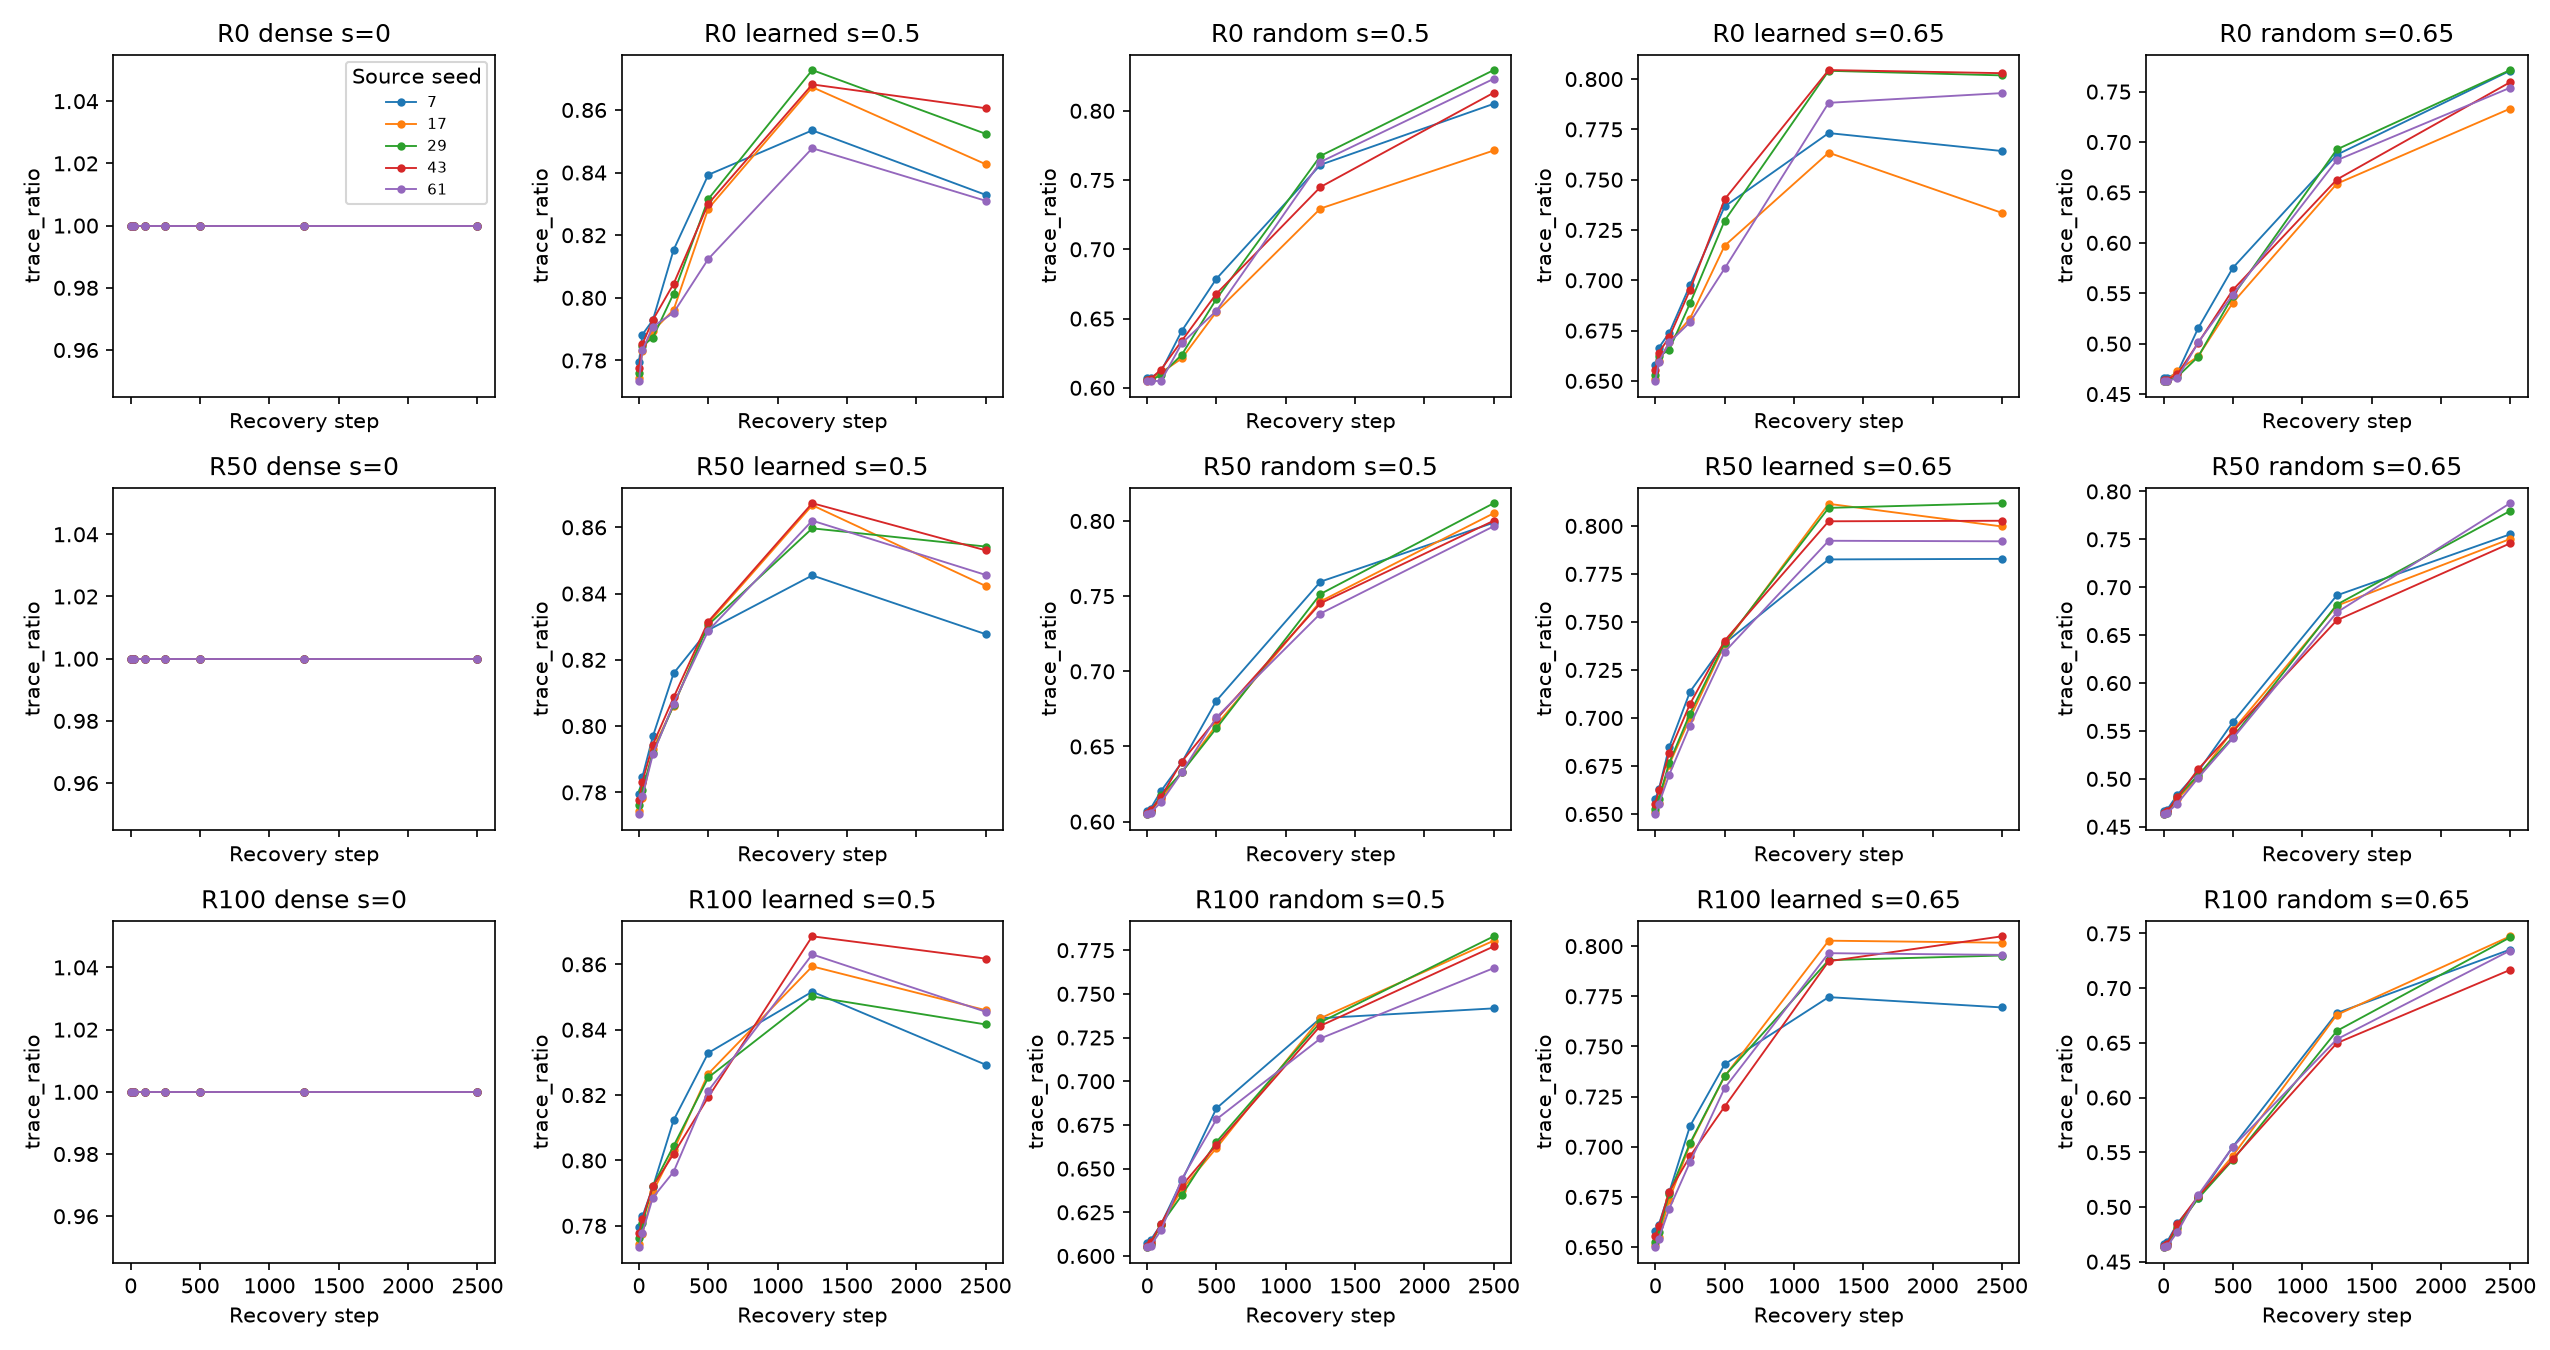 R0 dense s=0
trace_ratio
1.04
1.02
1.00
0.98
0.96
Source seed
7
17
29
43
61
Recovery step
R0 learned s=0.5
trace_ratio
0.86
0.84
0.82
0.80
0.78
Recovery step
R0 random s=0.5
trace_ratio
0.80
0.75
0.70
0.65
0.60
Recovery step
R0 learned s=0.65
trace_ratio
0.800
0.775
0.750
0.725
0.700
0.675
0.650
Recovery step
R0 random s=0.65
trace_ratio
0.75
0.70
0.65
0.60
0.55
0.50
0.45
Recovery step
R50 dense s=0
trace_ratio
1.04
1.02
1.00
0.98
0.96
Recovery step
R50 learned s=0.5
trace_ratio
0.86
0.84
0.82
0.80
0.78
Recovery step
R50 random s=0.5
trace_ratio
0.80
0.75
0.70
0.65
0.60
Recovery step
R50 learned s=0.65
trace_ratio
0.800
0.775
0.750
0.725
0.700
0.675
0.650
Recovery step
R50 random s=0.65
trace_ratio
0.80
0.75
0.70
0.65
0.60
0.55
0.50
0.45
Recovery step
R100 dense s=0
trace_ratio
1.04
1.02
1.00
0.98
0.96
0 500 1000 1500 2000 2500
Recovery step
R100 learned s=0.5
trace_ratio
0.86
0.84
0.82
0.80
0.78
0 500 1000 1500 2000 2500
Recovery step
R100 random s=0.5
trace_ratio
0.775
0.750
0.725
0.700
0.675
0.650
0.625
0.600
0 500 1000 1500 2000 2500
Recovery step
R100 learned s=0.65
trace_ratio
0.800
0.775
0.750
0.725
0.700
0.675
0.650
0 500 1000 1500 2000 2500
Recovery step
R100 random s=0.65
trace_ratio
0.75
0.70
0.65
0.60
0.55
0.50
0.45
0 500 1000 1500 2000 2500
Recovery step